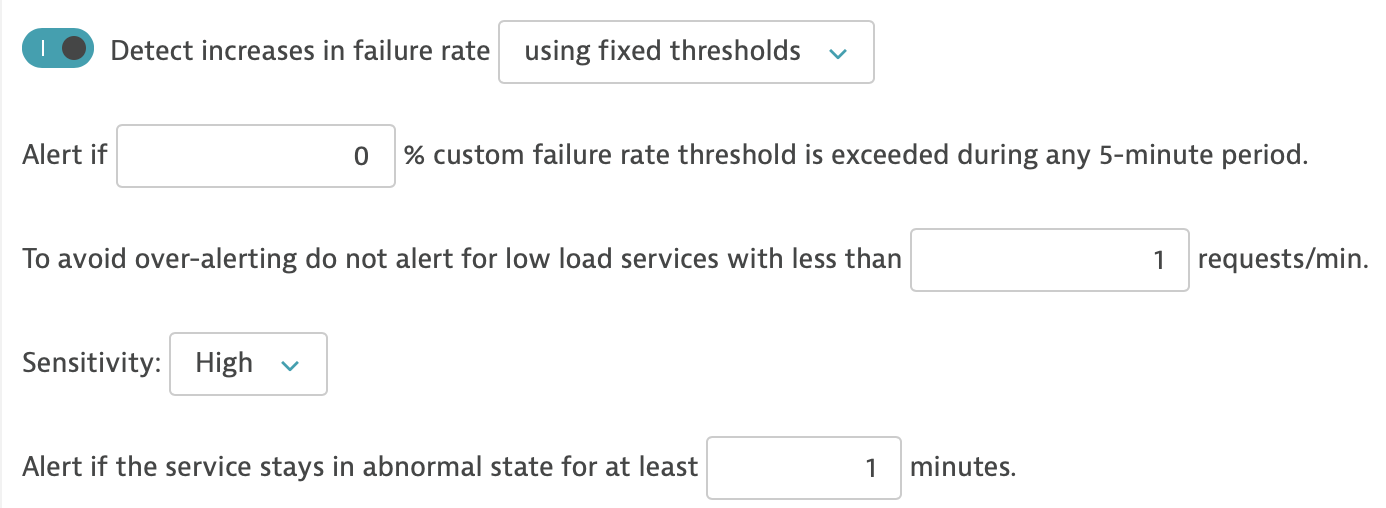 Detect increases in failure rate using fixed thresholds
Alert if 0 % custom failure rate threshold is exceeded during any 5-minute period.
To avoid over-alerting do not alert for low load services with less than 1 requests/min.
Sensitivity: High
Alert if the service stays in abnormal state for at least 1 minutes.